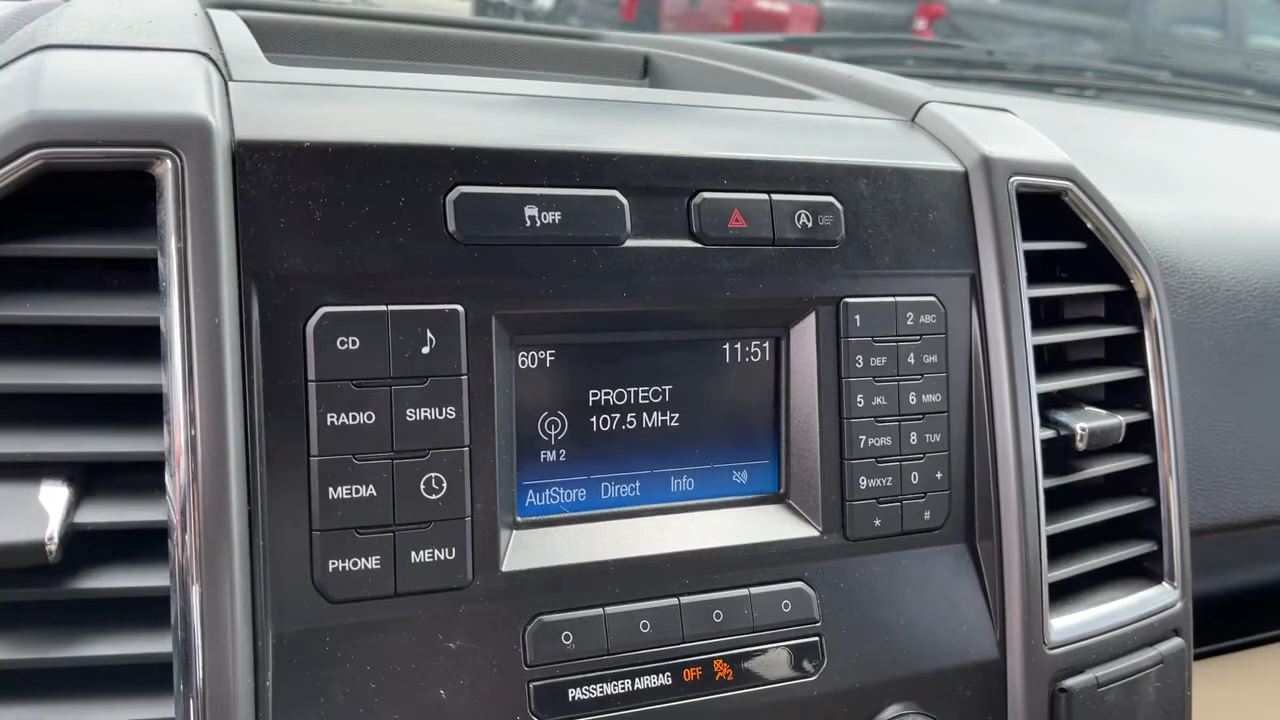 OFF
A OFF
CD
RADIO
SIRIUS
MEDIA
PHONE
MENU
60°F
11:51
PROTECT
107.5 MHz
FM 2
AutStore Direct Info
1
2 ABC
3 DEF
4 GHI
5 JKL
6 MNO
7 PQRS
8 TUV
9 WXYZ
0 +
*
#
PASSENGER AIRBAG OFF 2